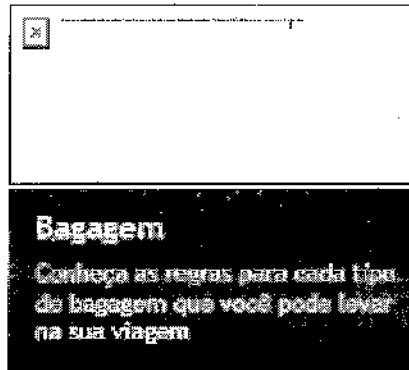 Bagagem
Conheça as regras para cada tipo
de bagagem que você pode levar
na sua viagem